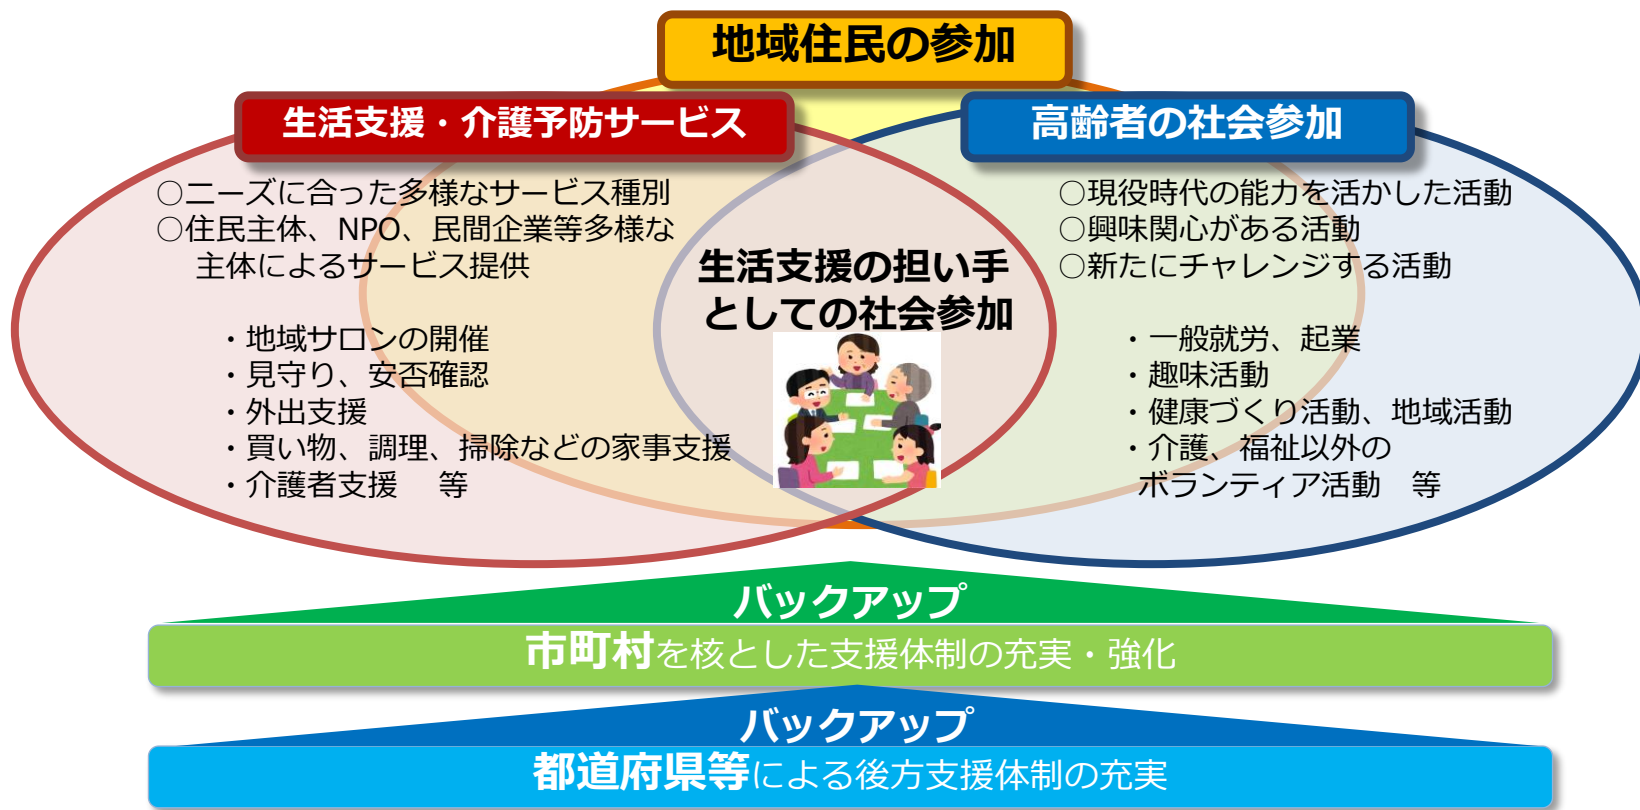 地域住民の参加
生活支援・介護予防サービス
○ニーズに合った多様なサービス種別
○住民主体、NPO、民間企業等多様な
主体によるサービス提供
・地域サロンの開催
・見守り、安否確認
・外出支援
・買い物、調理、掃除などの家事支援
・介護者支援　等
生活支援の担い手
としての社会参加
高齢者の社会参加
○現役時代の能力を活かした活動
○興味関心がある活動
○新たにチャレンジする活動
・一般就労、起業
・趣味活動
・健康づくり活動、地域活動
・介護、福祉以外の
ボランティア活動　等
バックアップ
市町村を核とした支援体制の充実・強化
バックアップ
都道府県等による後方支援体制の充実